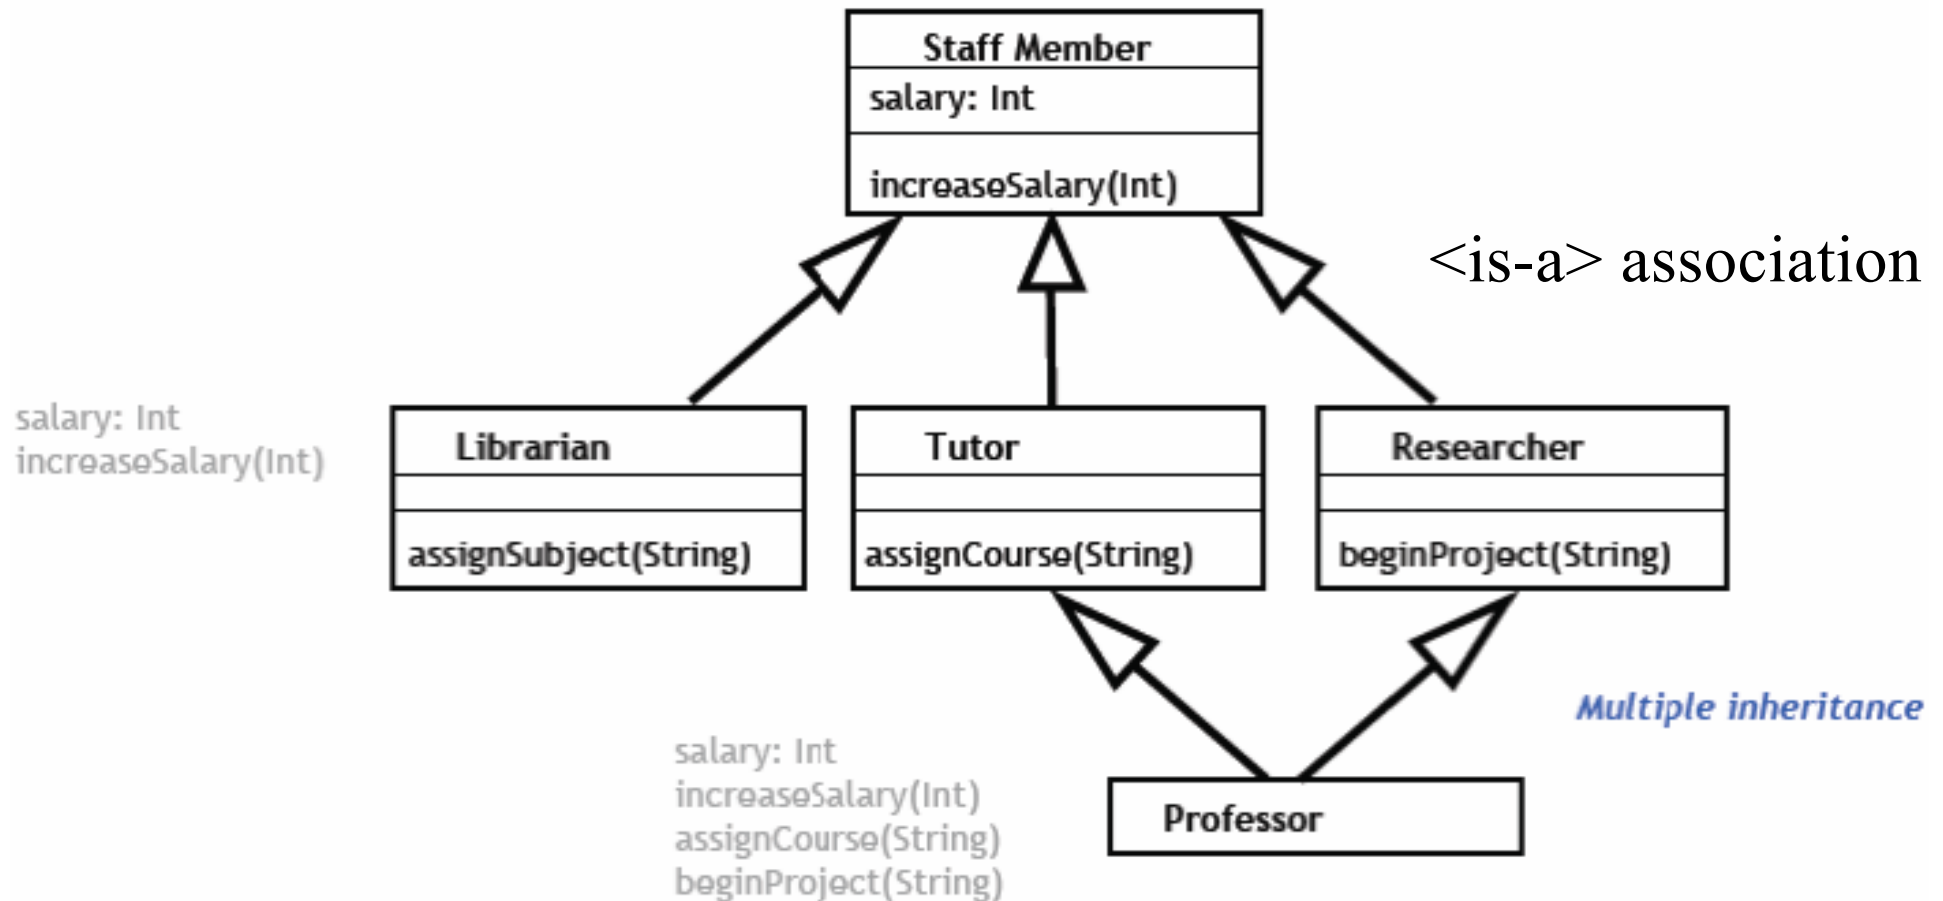 Staff Member
salary: Int
increaseSalary(Int)
<is-a> association
salary: Int
increaseSalary(Int)
Librarian
assignSubject(String)
Tutor
assignCourse(String)
Researcher
beginProject(String)
Multiple inheritance
salary: Int
increaseSalary(Int)
assignCourse(String)
beginProject(String)
Professor